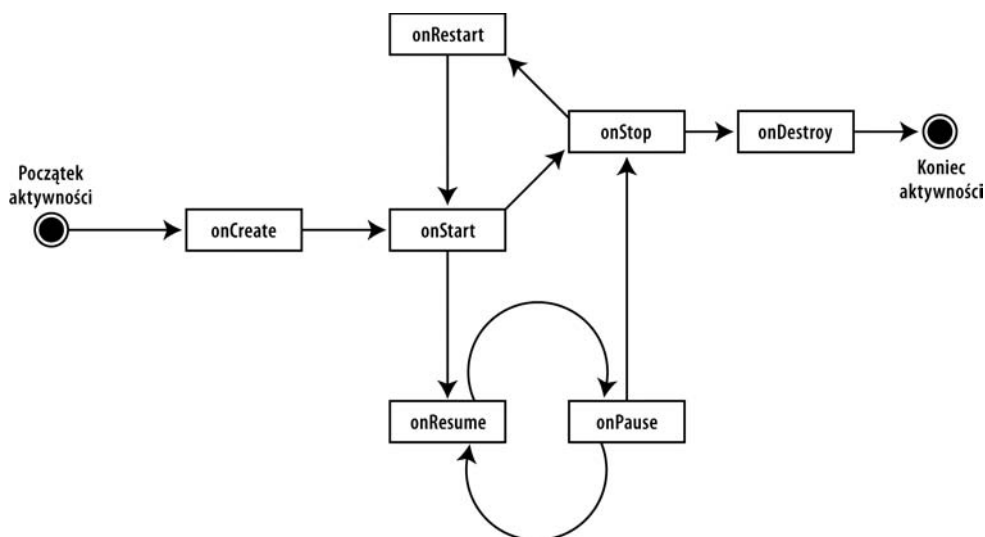 onRestart
onStop
onDestroy
Początek
aktywności
Koniec
aktywności
onCreate
onStart
onResume
onPause